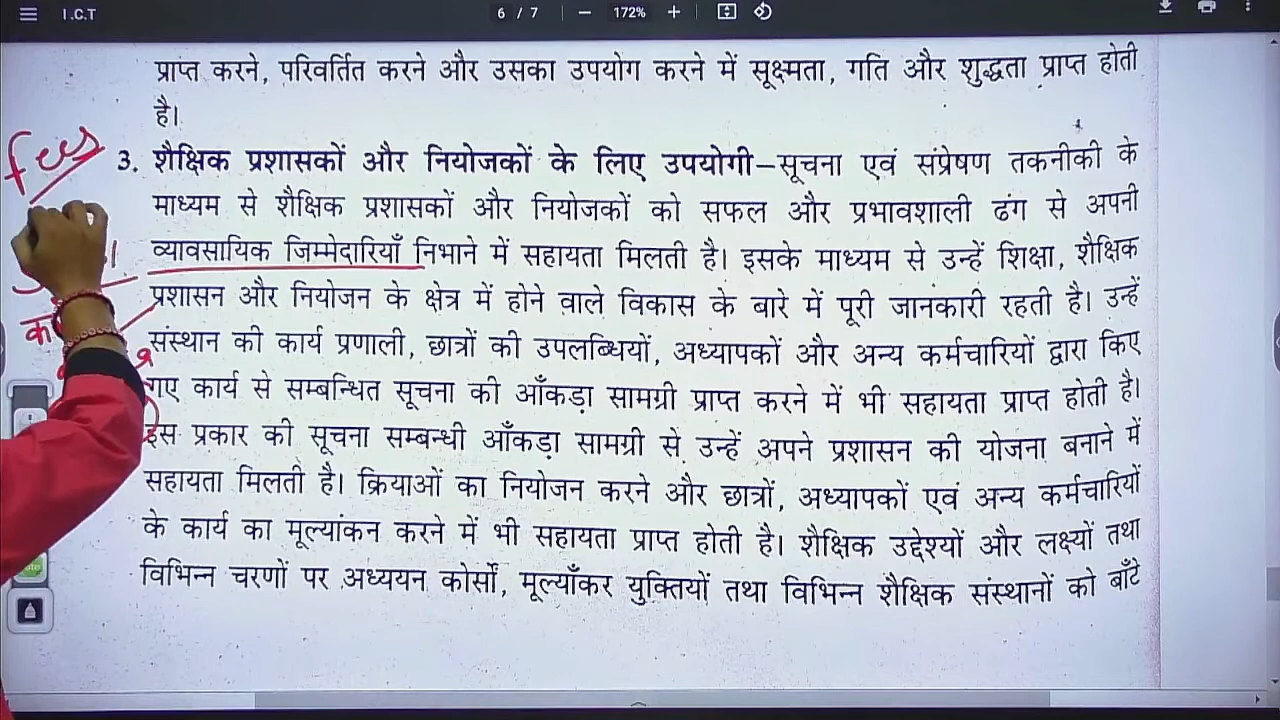 I.C.T
6 / 7
172%
प्राप्त करने, परिवर्तित करने और उसका उपयोग करने में सूक्ष्मता, गति और शुद्धता प्राप्त होती
है।
fees
3. शैक्षिक प्रशासकों और नियोजकों के लिए उपयोगी–सूचना एवं संप्रेषण तकनीकी के
माध्यम से शैक्षिक प्रशासकों और नियोजकों को सफल और प्रभावशाली ढंग से अपनी
व्यावसायिक जिम्मेदारियाँ निभाने में सहायता मिलती है। इसके माध्यम से उन्हें शिक्षा, शैक्षिक
प्रशासन और नियोजन के क्षेत्र में होने वाले विकास के बारे में पूरी जानकारी रहती है। उन्हें
संस्थान की कार्य प्रणाली, छात्रों की उपलब्धियों, अध्यापकों और अन्य कर्मचारियों द्वारा किए
गए कार्य से सम्बन्धित सूचना की आँकड़ा सामग्री प्राप्त करने में भी सहायता प्राप्त होती है।
इस प्रकार की सूचना सम्बन्धी आँकड़ा सामग्री से उन्हें अपने प्रशासन की योजना बनाने में
सहायता मिलती है। क्रियाओं का नियोजन करने और छात्रों, अध्यापकों एवं अन्य कर्मचारियों
के कार्य का मूल्यांकन करने में भी सहायता प्राप्त होती है। शैक्षिक उद्देश्यों और लक्ष्यों तथा
विभिन्न चरणों पर अध्ययन कोर्सों, मूल्याँकर युक्तियों तथा विभिन्न शैक्षिक संस्थानों को बाँटे